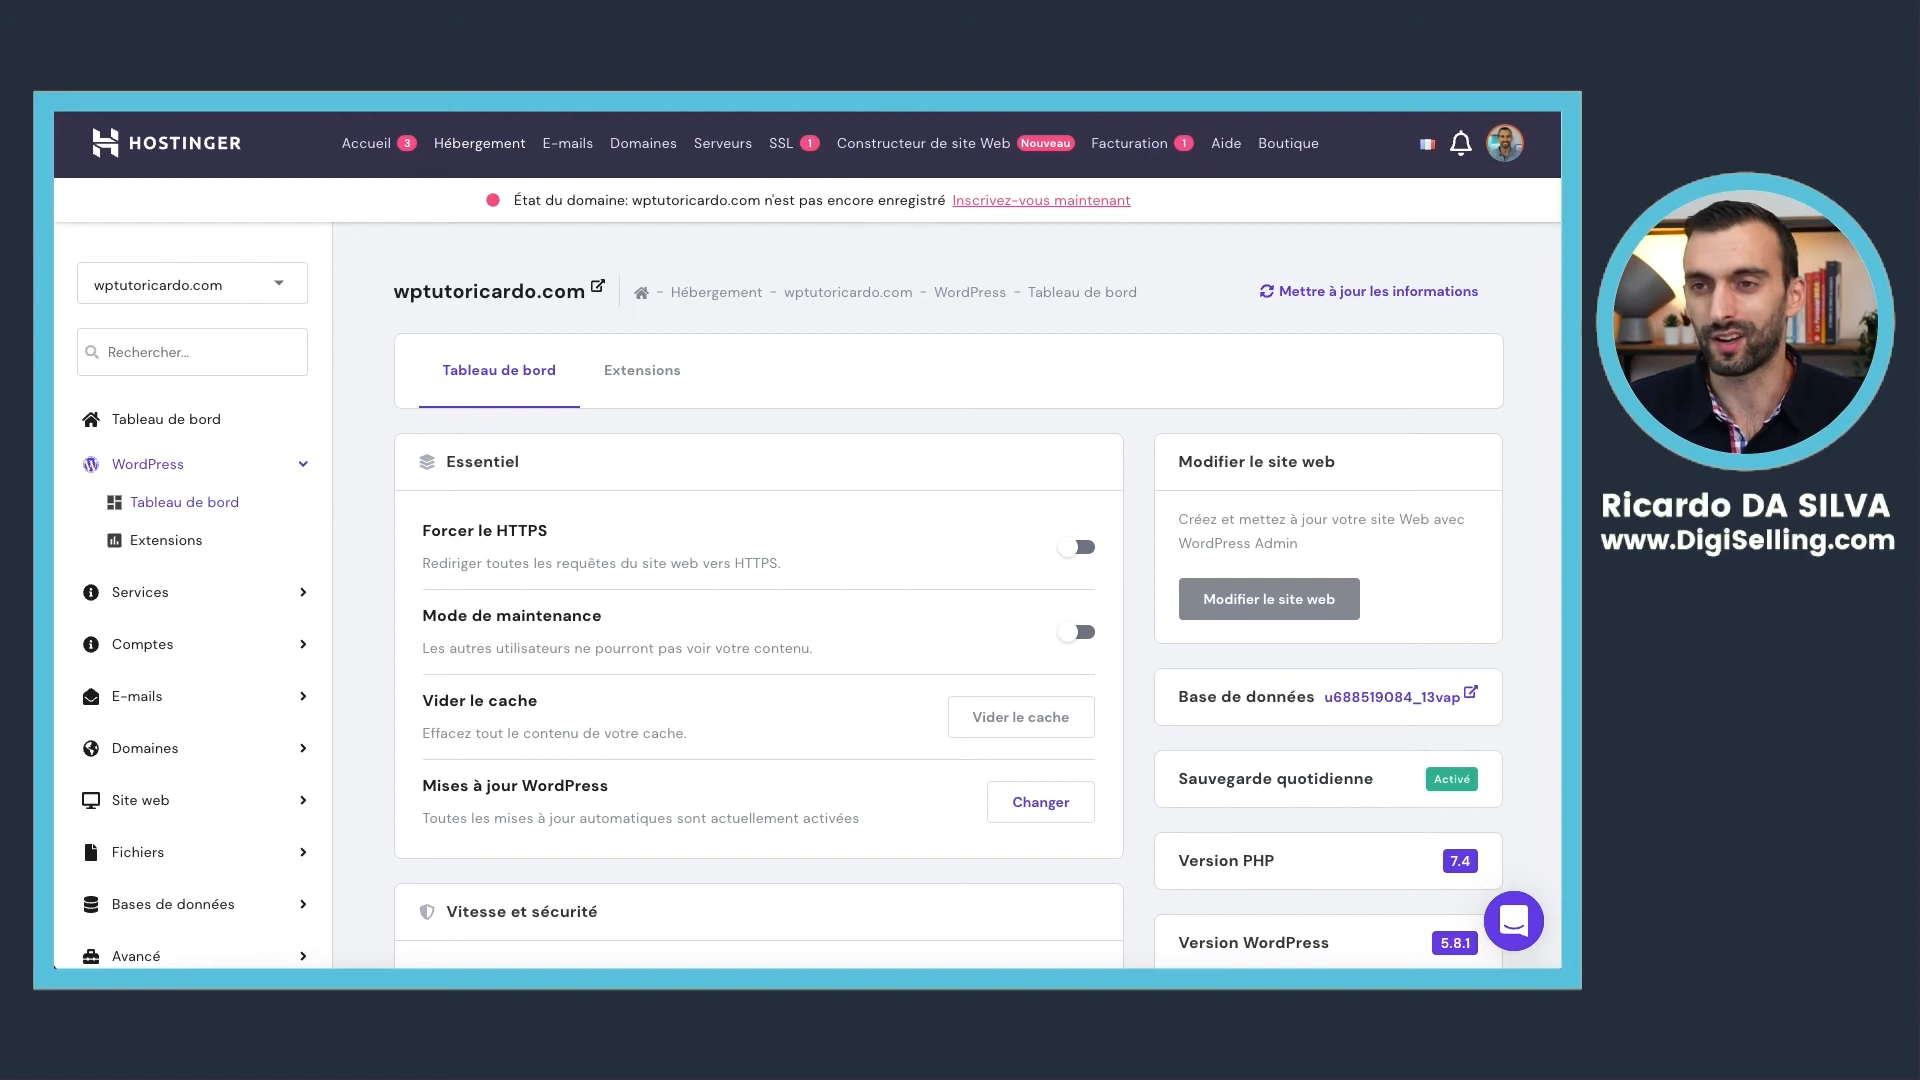 HOSTINGER
Accueil 3 Hébergement E-mails Domaines Serveurs SSL 1 Constructeur de site Web Nouveau Facturation 1 Aide Boutique
État du domaine: wptutoricardo.com n'est pas encore enregistré Inscrivez-vous maintenant
wptutoricardo.com
Rechercher...
Tableau de bord
WordPress
Tableau de bord
Extensions
Services
Comptes
E-mails
Domaines
Site web
Fichiers
Bases de données
Avancé
wptutoricardo.com - Hébergement - wptutoricardo.com - WordPress - Tableau de bord
Mettre à jour les informations
Tableau de bord Extensions
Essentiel
Forcer le HTTPS
Rediriger toutes les requêtes du site web vers HTTPS.
Mode de maintenance
Les autres utilisateurs ne pourront pas voir votre contenu.
Vider le cache
Effacez tout le contenu de votre cache.
Vider le cache
Mises à jour WordPress
Toutes les mises à jour automatiques sont actuellement activées
Changer
Vitesse et sécurité
Modifier le site web
Créez et mettez à jour votre site Web avec
WordPress Admin
Modifier le site web
Base de données u688519084_13vap
Sauvegarde quotidienne Activé
Version PHP 7.4
Version WordPress 5.8.1
Ricardo DA SILVA
www.DigiSelling.com